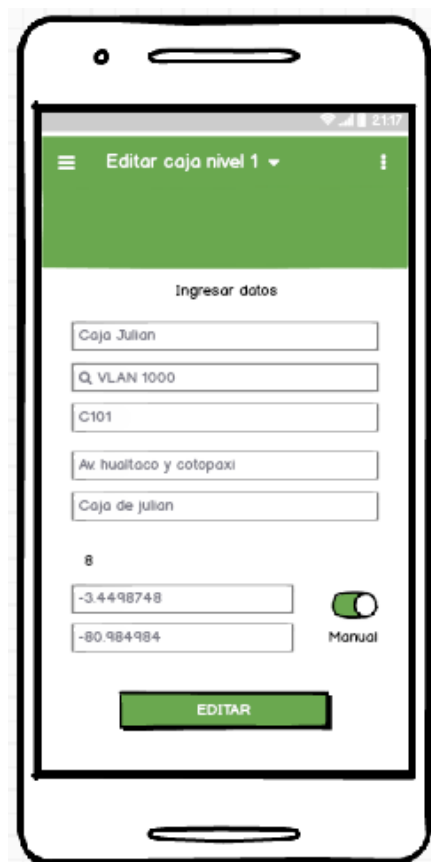 21:17
Editar caja nivel 1
Ingresar datos
Caja Julian
VLAN 1000
C101
Av. hualtaco y cotopaxi
Caja de julian
8
-3.4498748
-80.984984
Manual
EDITAR